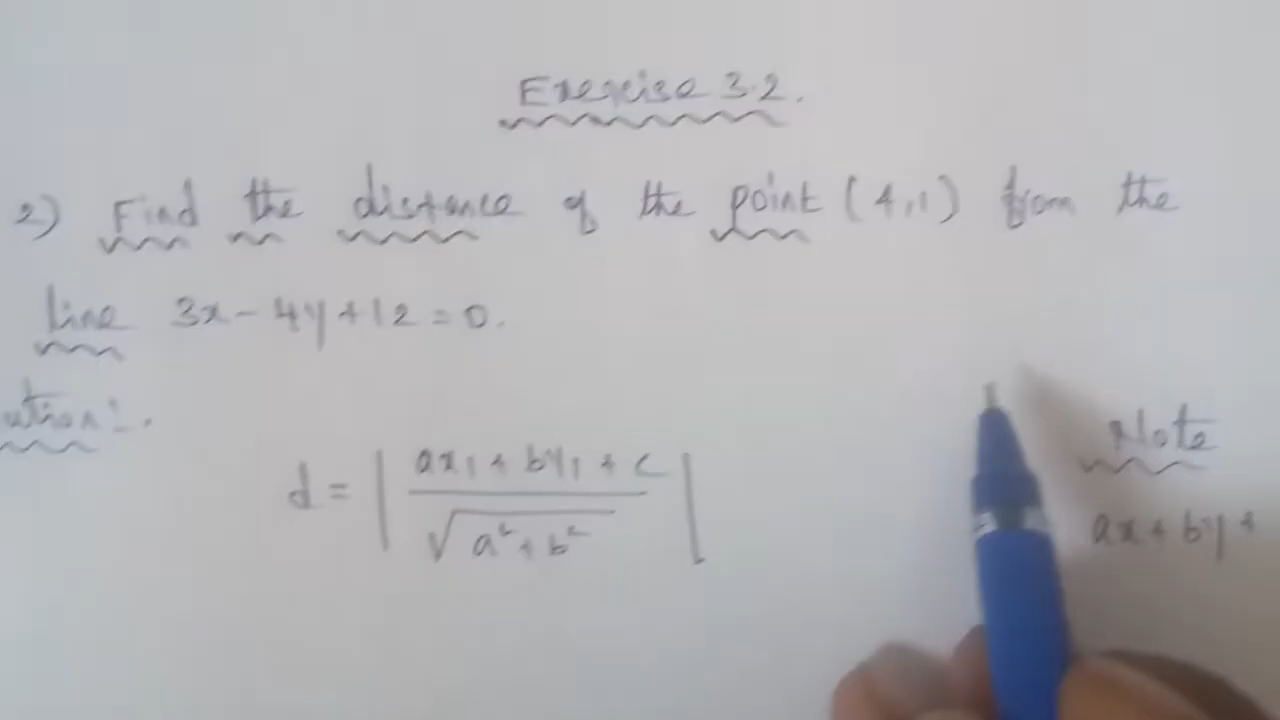 Exercise 3.2.
2) Find the distance of the point (4,1) from the
line 3x - 4y + 12 = 0.
ution:.
Note
d = | ax₁ + by₁ + c / √a² + b² |
ax + by +